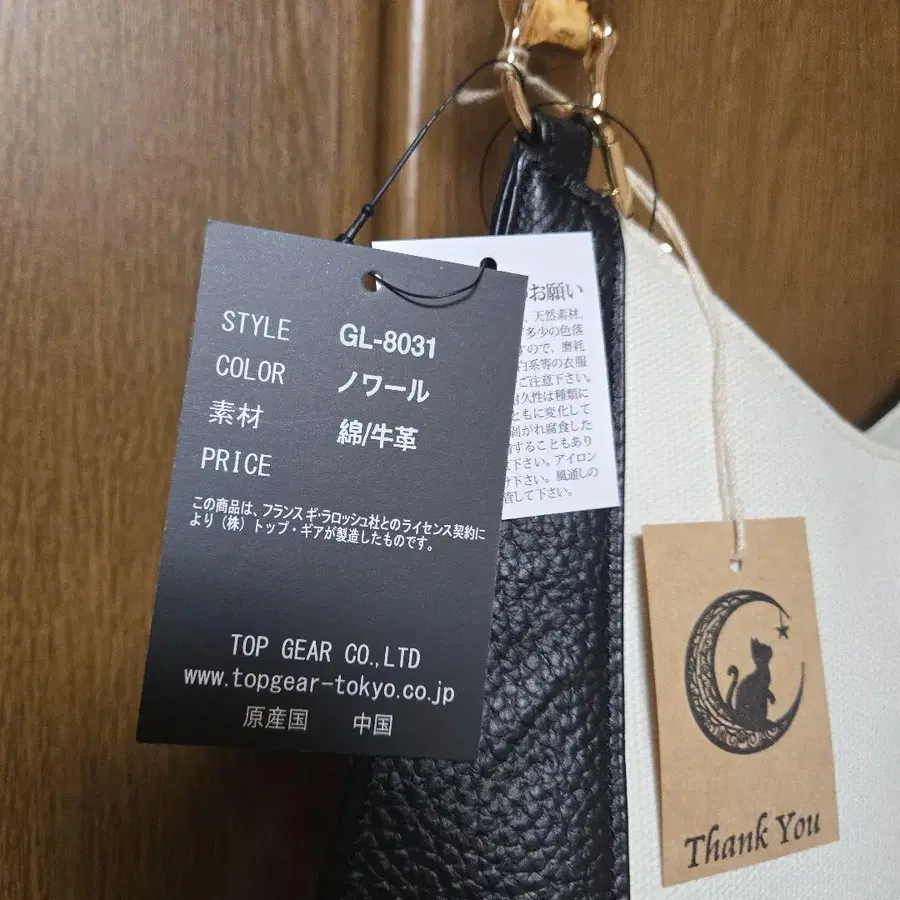 STYLE GL-8031
COLOR ノワール
素材 綿/牛革
PRICE
この商品は、フランス ギ・ラロッシュ社とのライセンス契約に
より（株）トップ・ギアが製造したものです。
TOP GEAR CO.,LTD
www.topgear-tokyo.co.jp
原産国 中国
お願い
、天然素材、
多少の色落
ので、磨耗
白系等の衣服
ご注意下さい。
耐久性は種類に
ともに変化して
剥がれ腐食した
することもあり
下さい。アイロン
け下さい。風通しの
管して下さい。
Thank You